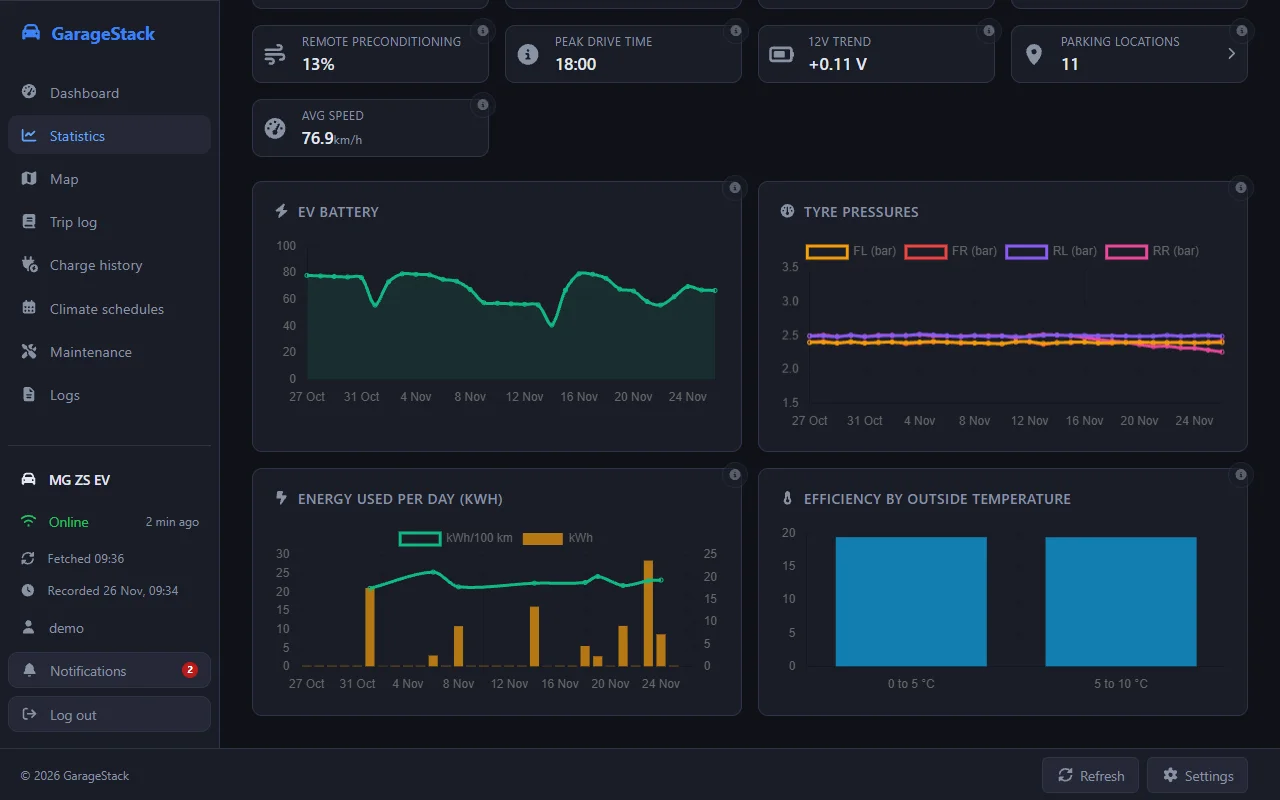 GarageStack
Dashboard
Statistics
Map
Trip log
Charge history
Climate schedules
Maintenance
Logs
MG ZS EV
Online 2 min ago
Fetched 09:36
Recorded 26 Nov, 09:34
demo
Notifications 2
Log out
REMOTE PRECONDITIONING
13%
PEAK DRIVE TIME
18:00
12V TREND
+0.11 V
PARKING LOCATIONS
11
AVG SPEED
76.9km/h
EV BATTERY
100
80
60
40
20
0
27 Oct 31 Oct 4 Nov 8 Nov 12 Nov 16 Nov 20 Nov 24 Nov
TYRE PRESSURES
FL (bar) FR (bar) RL (bar) RR (bar)
3.5
3.0
2.5
2.0
1.5
27 Oct 31 Oct 4 Nov 8 Nov 12 Nov 16 Nov 20 Nov 24 Nov
ENERGY USED PER DAY (KWH)
kWh/100 km kWh
30 25
25 20
20 15
15 10
10 5
5 0
0
27 Oct 31 Oct 4 Nov 8 Nov 12 Nov 16 Nov 20 Nov 24 Nov
EFFICIENCY BY OUTSIDE TEMPERATURE
20
15
10
5
0
0 to 5 °C 5 to 10 °C
© 2026 GarageStack
Refresh
Settings